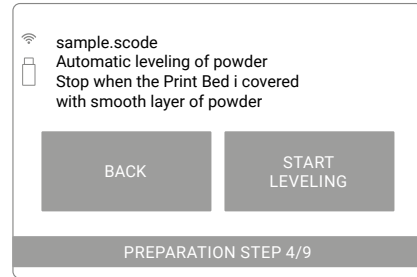 sample.scode
Automatic leveling of
powder
Stop when the Print Bed i covered
with smooth layer of powder
BACK
START
LEVELING
PREPARATION STEP 4/9